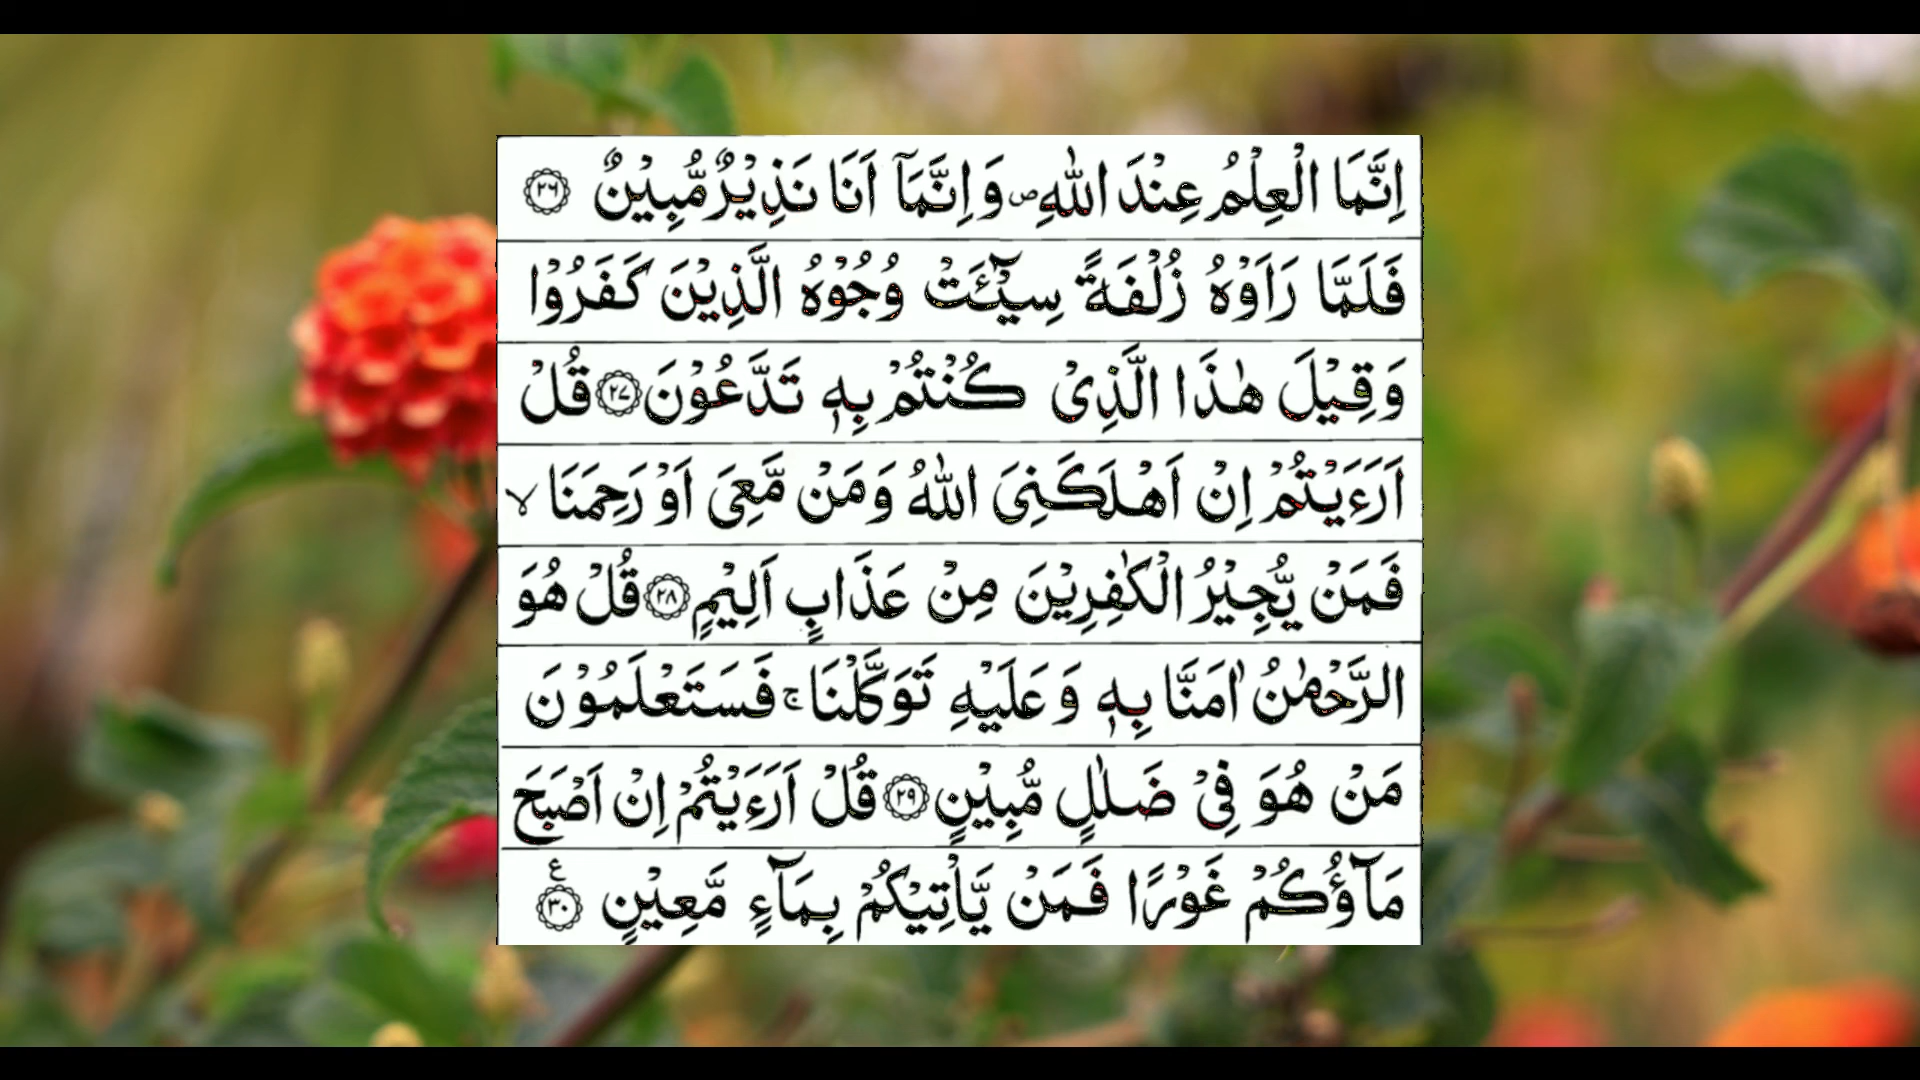 اِنَّمَا الْعِلْمُ عِنْدَ اللّٰهِ ۪ وَ اِنَّمَاۤ اَنَا نَذِيْرٌ مُّبِيْنٌ ﴿۲۶﴾
فَلَمَّا رَاَوْهُ زُلْفَةً سِيْٓـَٔتْ وُجُوْهُ الَّذِيْنَ كَفَرُوْا
وَ قِيْلَ هٰذَا الَّذِىْ كُنْتُمْ بِهٖ تَدَّعُوْنَ ﴿۲۷﴾ قُلْ
اَرَءَيْتُمْ اِنْ اَهْلَكَنِىَ اللّٰهُ وَ مَنْ مَّعِىَ اَوْ رَحِمَنَا ۙ
فَمَنْ يُّجِيْرُ الْكٰفِرِيْنَ مِنْ عَذَابٍ اَلِيْمٍ ﴿۲۸﴾ قُلْ هُوَ
الرَّحْمٰنُ اٰمَنَّا بِهٖ وَ عَلَيْهِ تَوَكَّلْنَا ۚ فَسَتَعْلَمُوْنَ
مَنْ هُوَ فِىْ ضَلٰلٍ مُّبِيْنٍ ﴿۲۹﴾ قُلْ اَرَءَيْتُمْ اِنْ اَصْبَحَ
مَآؤُكُمْ غَوْرًا فَمَنْ يَّاْتِيْكُمْ بِمَآءٍ مَّعِيْنٍ ﴿۳۰﴾ ع